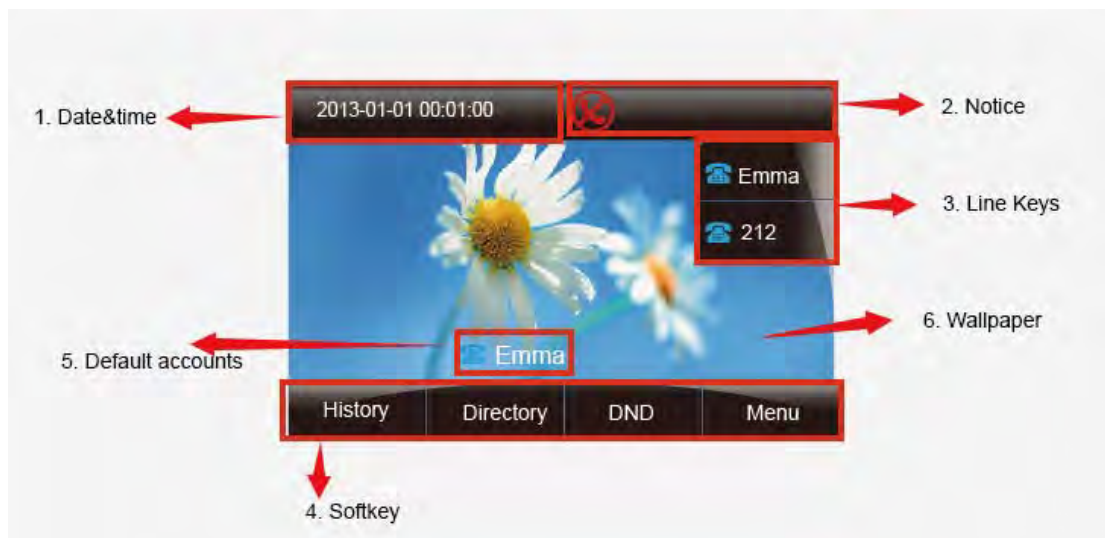 2013-01-01 00:01:00
1. Date&time
2. Notice
Emma
3. Line Keys
212
6. Wallpaper
Emma
5. Default accounts
History Directory DND Menu
4. Softkey